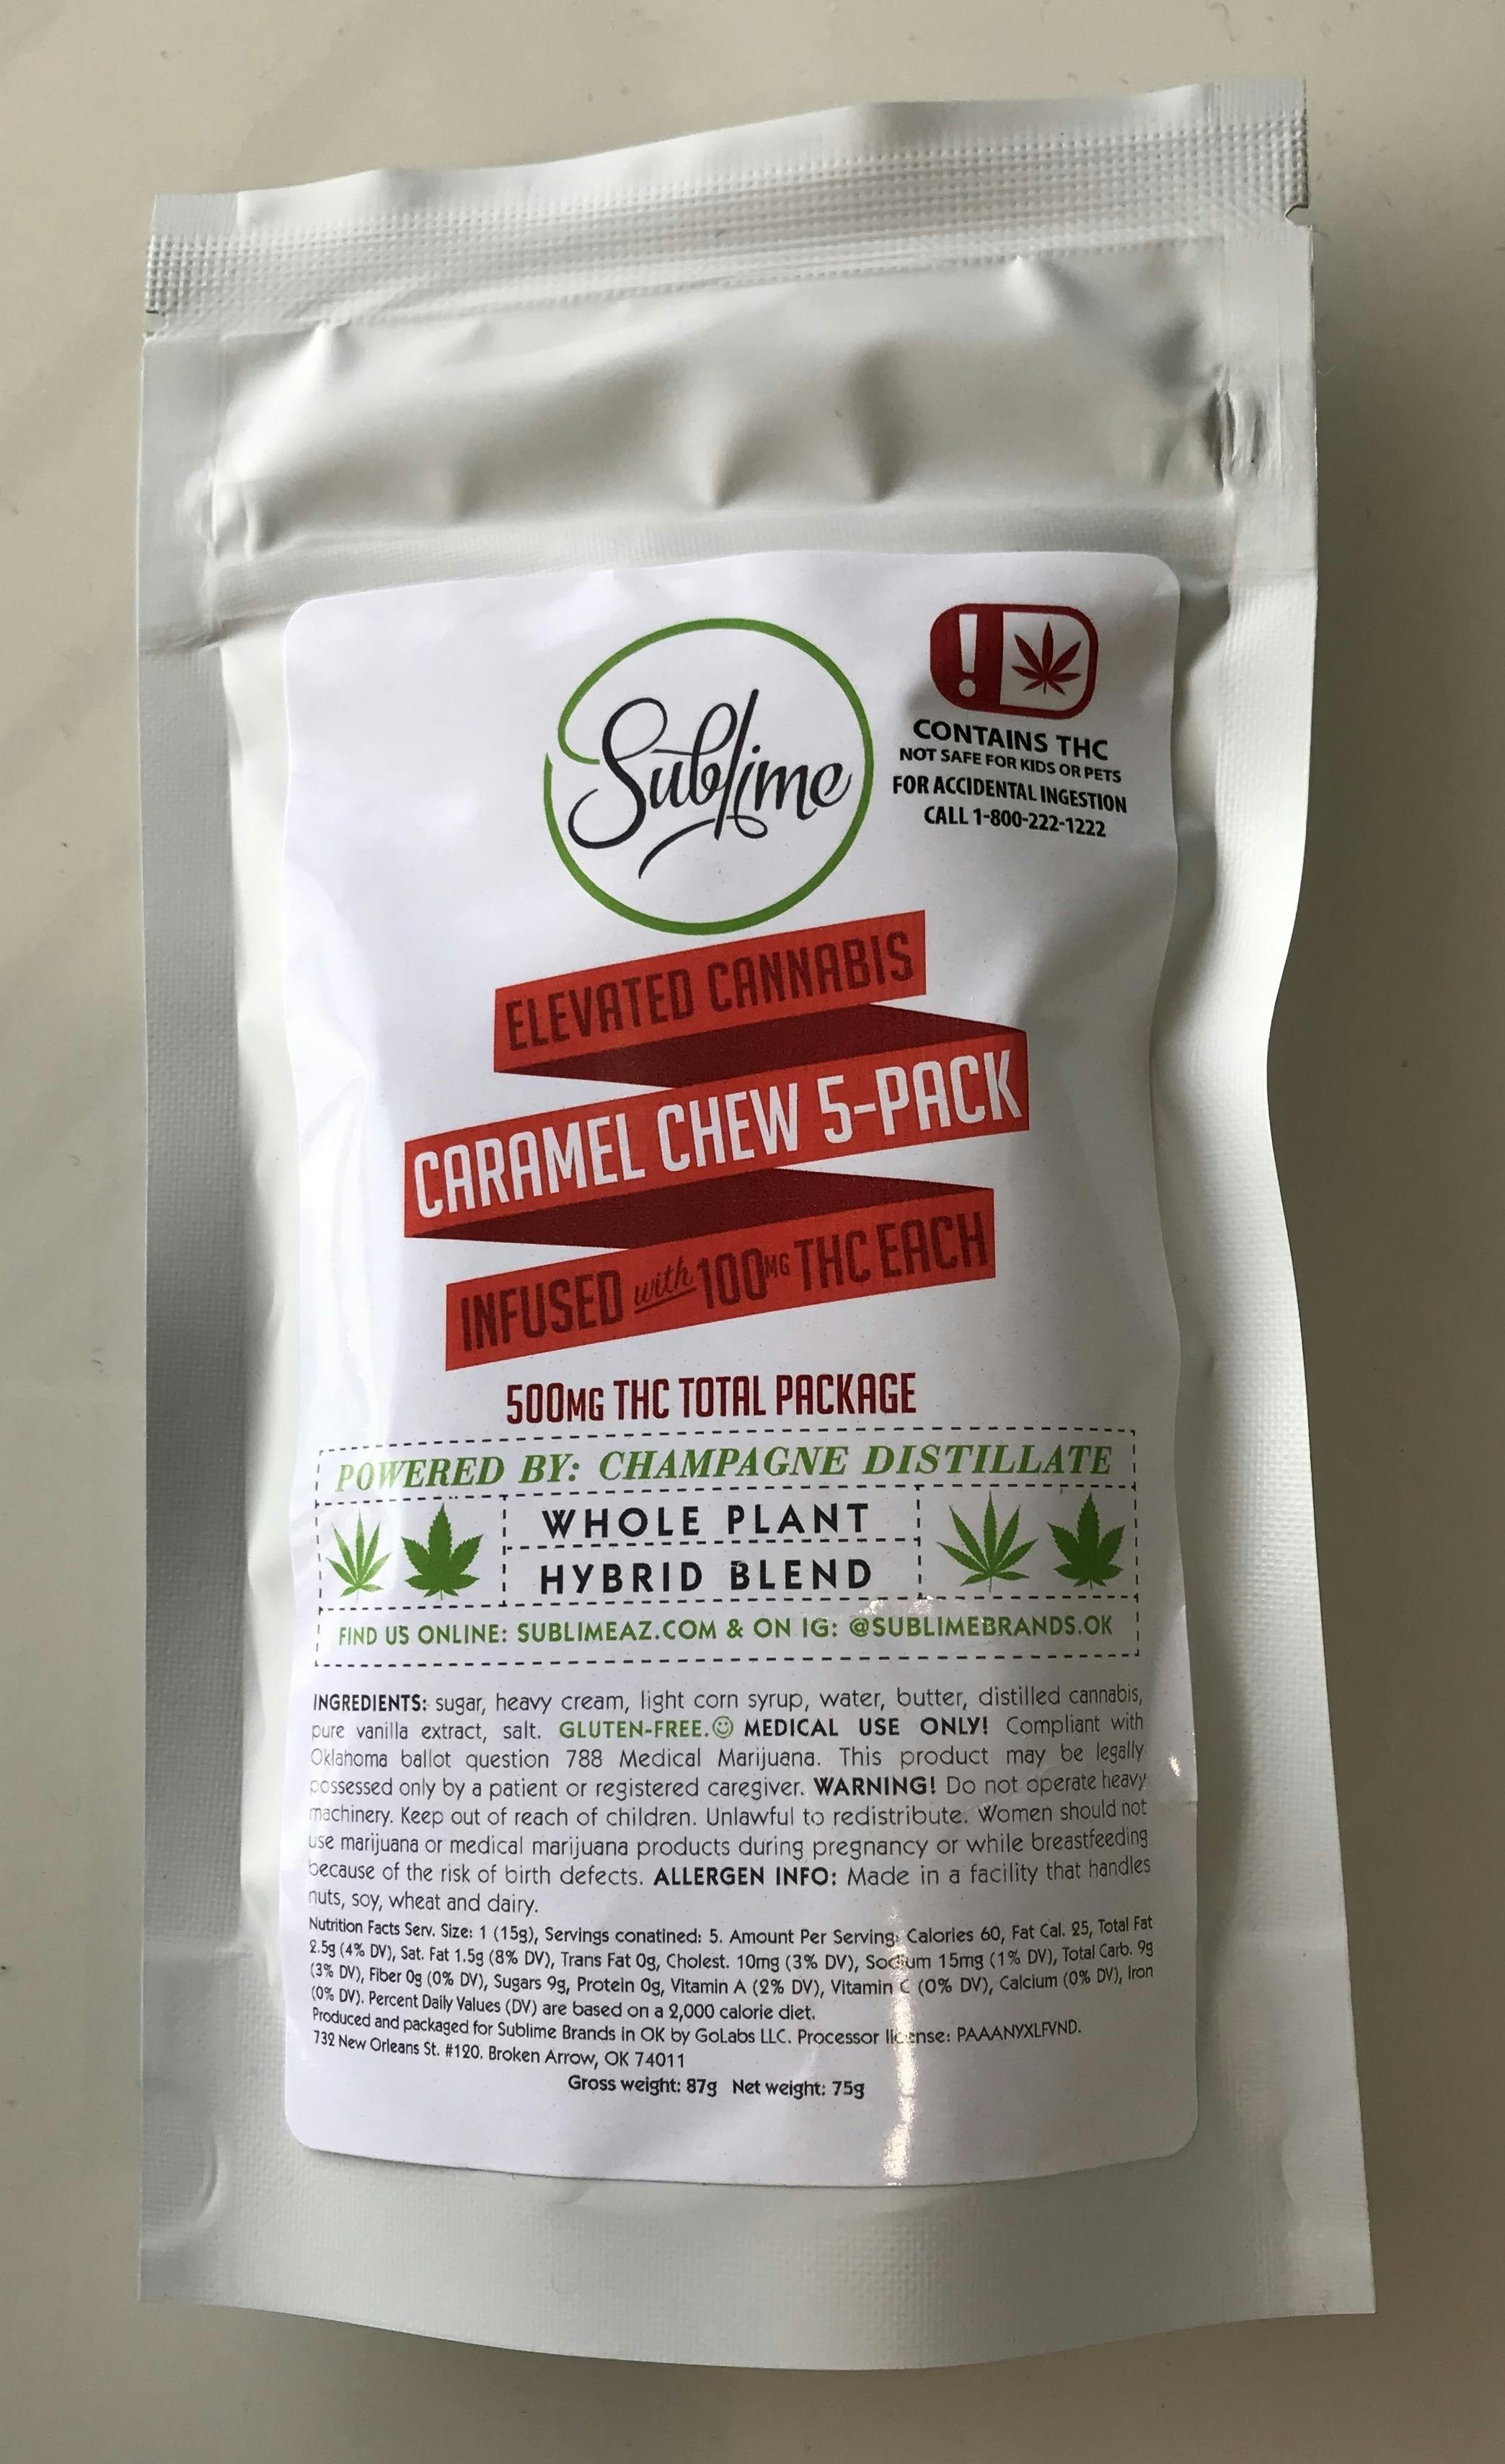 Sublime
CONTAINS THC
NOT SAFE FOR KIDS OR PETS
FOR ACCIDENTAL INGESTION
CALL 1-800-222-1222
ELEVATED CANNABIS
CARAMEL CHEW 5-PACK
INFUSED with 100MG THC EACH
500MG THC TOTAL PACKAGE
POWERED BY: CHAMPAGNE DISTILLATE
WHOLE PLANT
HYBRID BLEND
FIND US ONLINE: SUBLIMEAZ.COM & ON IG: @SUBLIMEBRANDS.OK
INGREDIENTS: sugar, heavy cream, light corn syrup, water, butter, distilled cannabis,
pure vanilla extract, salt. GLUTEN-FREE.☺ MEDICAL USE ONLY! Compliant with
Oklahoma ballot question 788 Medical Marijuana. This product may be legally
possessed only by a patient or registered caregiver. WARNING! Do not operate heavy
machinery. Keep out of reach of children. Unlawful to redistribute. Women should not
use marijuana or medical marijuana products during pregnancy or while breastfeeding
because of the risk of birth defects. ALLERGEN INFO: Made in a facility that handles
nuts, soy, wheat and dairy.
Nutrition Facts Serv. Size: 1 (15g), Servings conatined: 5. Amount Per Serving: Calories 60, Fat Cal. 25, Total Fat
2.5g (4% DV), Sat. Fat 1.5g (8% DV), Trans Fat 0g, Cholest. 10mg (3% DV), Sodium 15mg (1% DV), Total Carb. 9g
(3% DV), Fiber 0g (0% DV), Sugars 9g, Protein 0g, Vitamin A (2% DV), Vitamin C (0% DV), Calcium (0% DV), Iron
(0% DV). Percent Daily Values (DV) are based on a 2,000 calorie diet.
Produced and packaged for Sublime Brands in OK by GoLabs LLC. Processor license: PAAANYXLFVND.
732 New Orleans St. #120. Broken Arrow, OK 74011
Gross weight: 87g Net weight: 75g